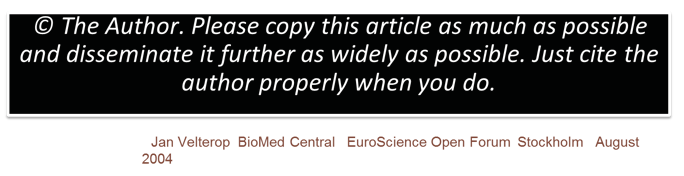 © The Author. Please copy this article as much as possible
and disseminate it further as widely as possible. Just cite the
author properly when you do.
Jan Velterop BioMed Central EuroScience Open Forum Stockholm August
2004